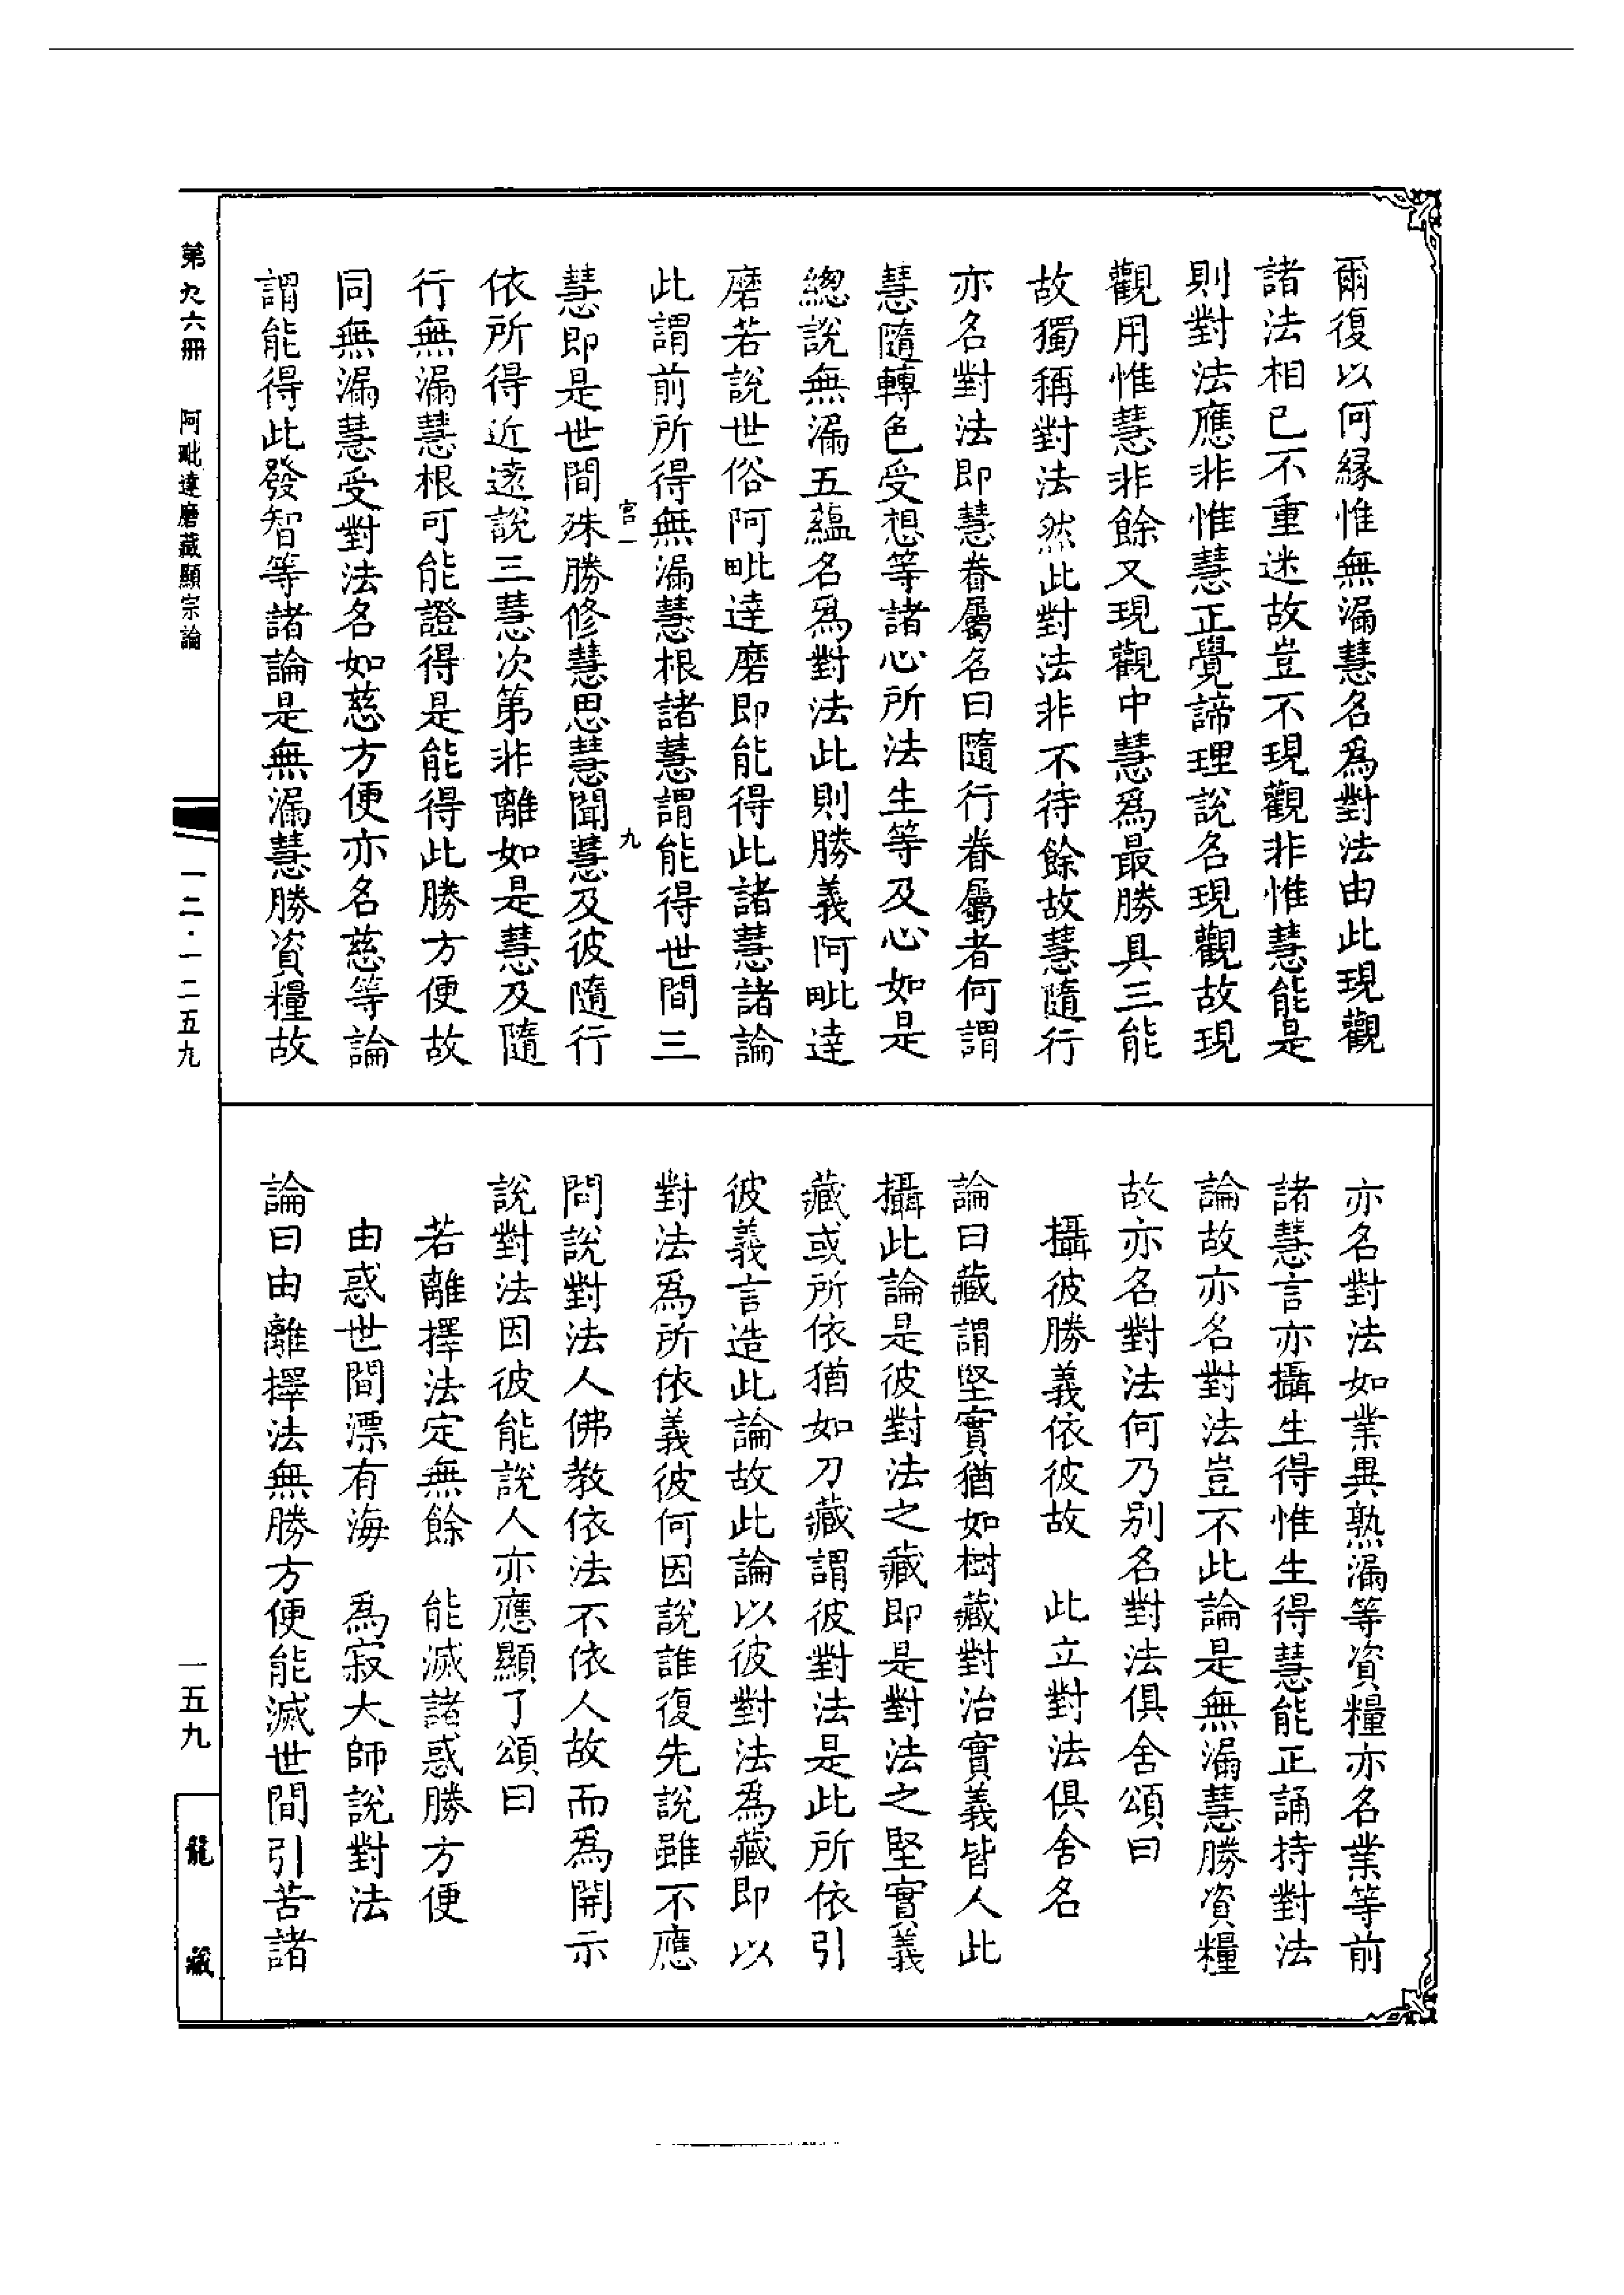 爾復以何緣惟無漏慧名爲對法由此現觀
諸法相已不重迷故豈不現觀非惟慧能是
則對法應非惟慧正覺諦理說名現觀故現
觀用惟慧非餘又現觀中慧爲最勝具三能
故獨稱對法然此對法非不待餘故慧隨行
亦名對法即慧眷屬名曰隨行眷屬者何謂
慧隨轉色受想等諸心所法生等及心如是
總說無漏五蘊名爲對法此則勝義阿毗達
磨若說世俗阿毗達磨即能得此諸慧諸論
此謂前所得無漏慧根諸慧謂能得世間三
宮一 九
慧即是世間殊勝修慧思慧聞慧及彼隨行
依所得近遠說三慧次第非離如是慧及隨
行無漏慧根可能證得是能得此勝方便故
同無漏慧受對法名如慈方便亦名慈等論
謂能得此發智等諸論是無漏慧勝資糧故
亦名對法如業異熟漏等資糧亦名業等前
諸慧言亦攝生得惟生得慧能正誦持對法
論故亦名對法豈不此論是無漏慧勝資糧
故亦名對法何乃別名對法俱舍頌曰
攝彼勝義依彼故 此立對法俱舍名
論曰藏謂堅實猶如樹藏對治實義皆人此
攝此論是彼對法之藏即是對法之堅實義
藏或所依猶如刀藏謂彼對法是此所依引
彼義言造此論故此論以彼對法爲藏即以
對法爲所依義彼何因說誰復先說雖不應
問說對法人佛教依法不依人故而爲開示
說對法因彼能說人亦應顯了頌曰
若離擇法定無餘 能滅諸惑勝方便
由惑世間漂有海 爲寂大師說對法
論曰由離擇法無勝方便能滅世間引苦諸
第九六冊 阿毗達磨藏顯宗論
一二·一二五九
一五九
龍藏